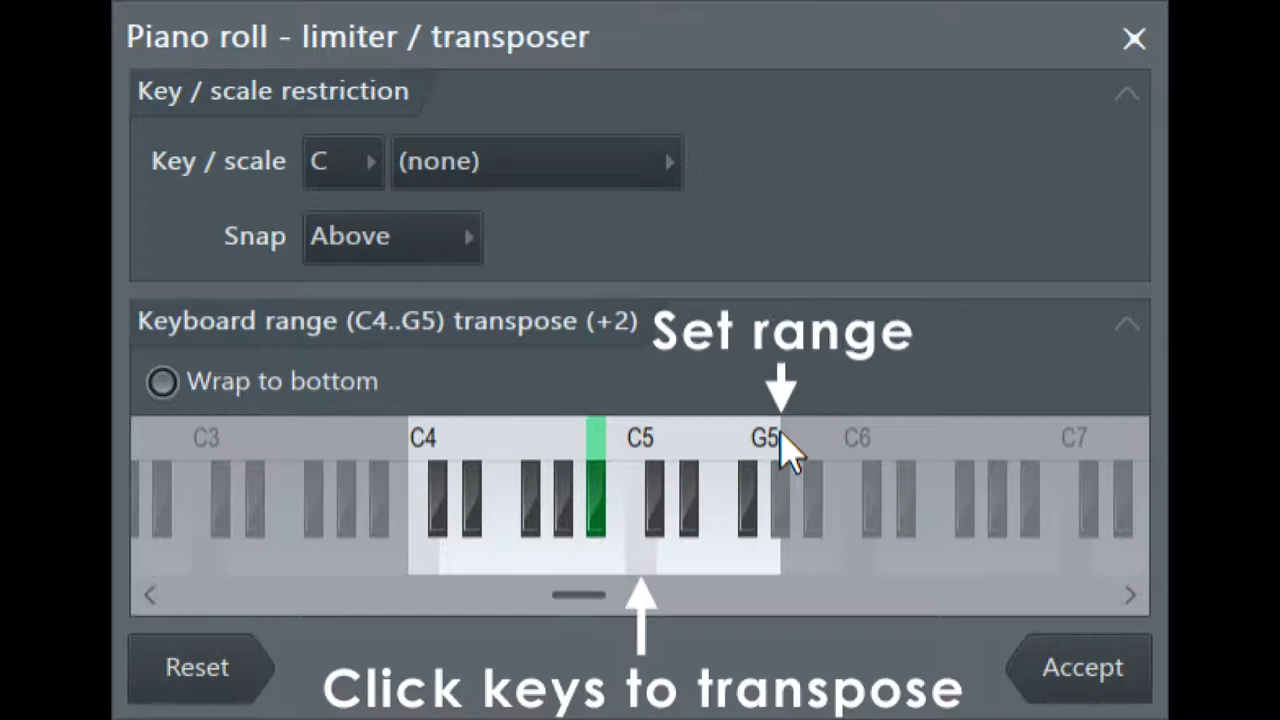 Piano roll - limiter / transposer
Key / scale restriction
Key / scale C (none)
Snap Above
Keyboard range (C4..G5) transpose (+2)
Set range
Wrap to bottom
C3 C4 C5 G5 C6 C7
Reset
Accept
Click keys to transpose